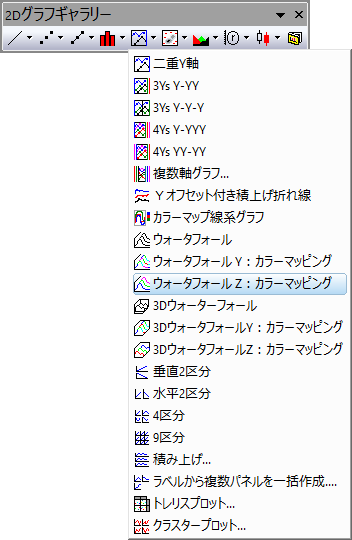 2Dグラフギャラリー
二重Y軸
3Ys Y-YY
3Ys Y-Y-Y
4Ys Y-YYY
4Ys YY-YY
複数軸グラフ...
Ｙオフセット付き積上げ折れ線
カラーマップ線系グラフ
ウォータフォール
ウォータフォールＹ：カラーマッピング
ウォータフォールＺ：カラーマッピング
3Dウォーターフォール
3DウォータフォールY：カラーマッピング
3DウォータフォールZ：カラーマッピング
垂直2区分
水平2区分
4区分
9区分
積み上げ...
ラベルから複数パネルを一括作成....
トレリスプロット...
クラスタープロット...